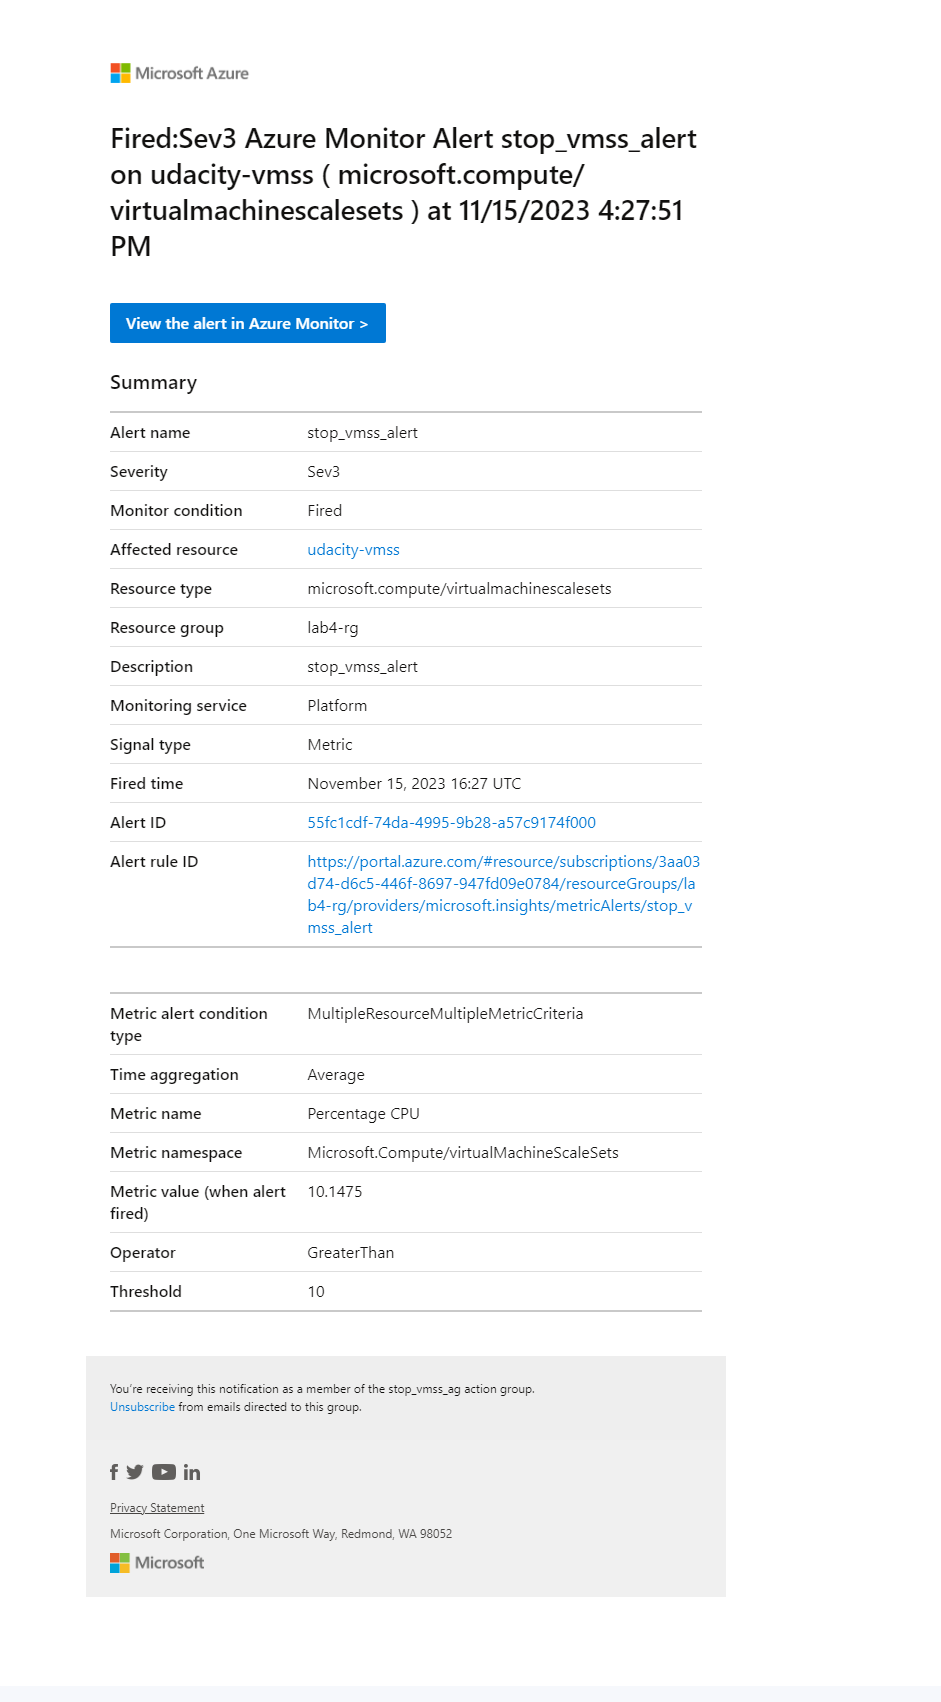 Microsoft Azure
Fired:Sev3 Azure Monitor Alert stop_vmss_alert
on udacity-vmss ( microsoft.compute/
virtualmachinescalesets ) at 11/15/2023 4:27:51
PM
View the alert in Azure Monitor >
Summary
Alert name stop_vmss_alert
Severity Sev3
Monitor condition Fired
Affected resource udacity-vmss
Resource type microsoft.compute/virtualmachinescalesets
Resource group lab4-rg
Description stop_vmss_alert
Monitoring service Platform
Signal type Metric
Fired time November 15, 2023 16:27 UTC
Alert ID 55fc1cdf-74da-4995-9b28-a57c9174f000
Alert rule ID https://portal.azure.com/#resource/subscriptions/3aa03
d74-d6c5-446f-8697-947fd09e0784/resourceGroups/la
b4-rg/providers/microsoft.insights/metricAlerts/stop_v
mss_alert
Metric alert condition MultipleResourceMultipleMetricCriteria
type
Time aggregation Average
Metric name Percentage CPU
Metric namespace Microsoft.Compute/virtualMachineScaleSets
Metric value (when alert 10.1475
fired)
Operator GreaterThan
Threshold 10
You're receiving this notification as a member of the stop_vmss_ag action group.
Unsubscribe from emails directed to this group.
Privacy Statement
Microsoft Corporation, One Microsoft Way, Redmond, WA 98052
Microsoft